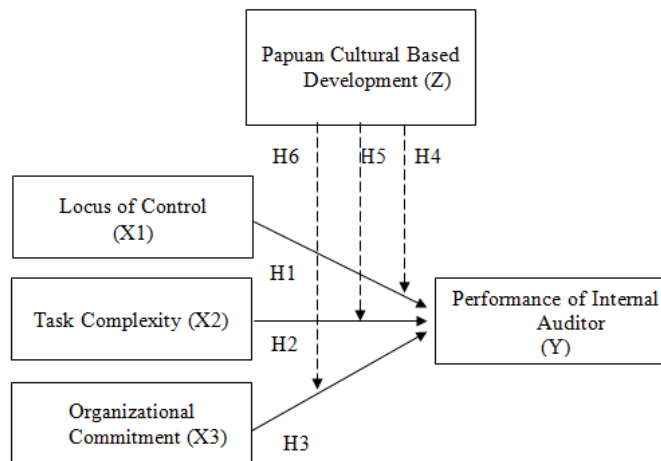 Papuan Cultural Based
Development (Z)
H6
H5
H4
Locus of Control
(X1)
H1
Task Complexity (X2)
H2
Performance of Internal
Auditor
(Y)
Organizational
Commitment (X3)
H3